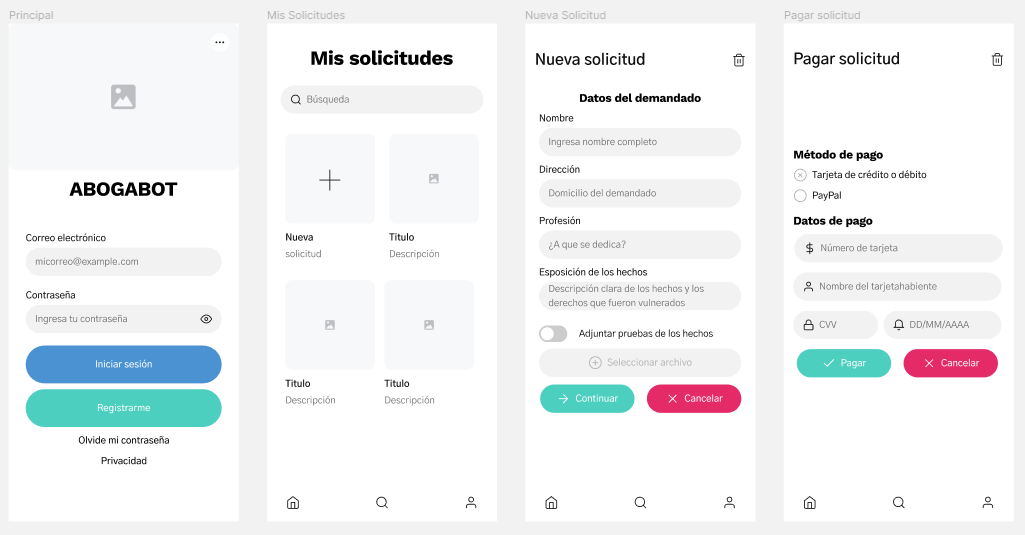 Principal
ABOGABOT
Correo electrónico
micorreo@example.com
Contraseña
Ingresa tu contraseña
Iniciar sesión
Registrarme
Olvide mi contraseña
Privacidad
Mis Solicitudes
Mis solicitudes
Búsqueda
Nueva
solicitud
Titulo
Descripción
Titulo
Descripción
Titulo
Descripción
Nueva Solicitud
Nueva solicitud
Datos del demandado
Nombre
Ingresa nombre completo
Dirección
Domicilio del demandado
Profesión
¿A que se dedica?
Exposición de los hechos
Descripción clara de los hechos y los
derechos que fueron vulnerados
Adjuntar pruebas de los hechos
Seleccionar archivo
Continuar
Cancelar
Pagar solicitud
Pagar solicitud
Método de pago
Tarjeta de crédito o débito
PayPal
Datos de pago
Número de tarjeta
Nombre del tarjetahabiente
CVV
DD/MM/AAAA
Pagar
Cancelar